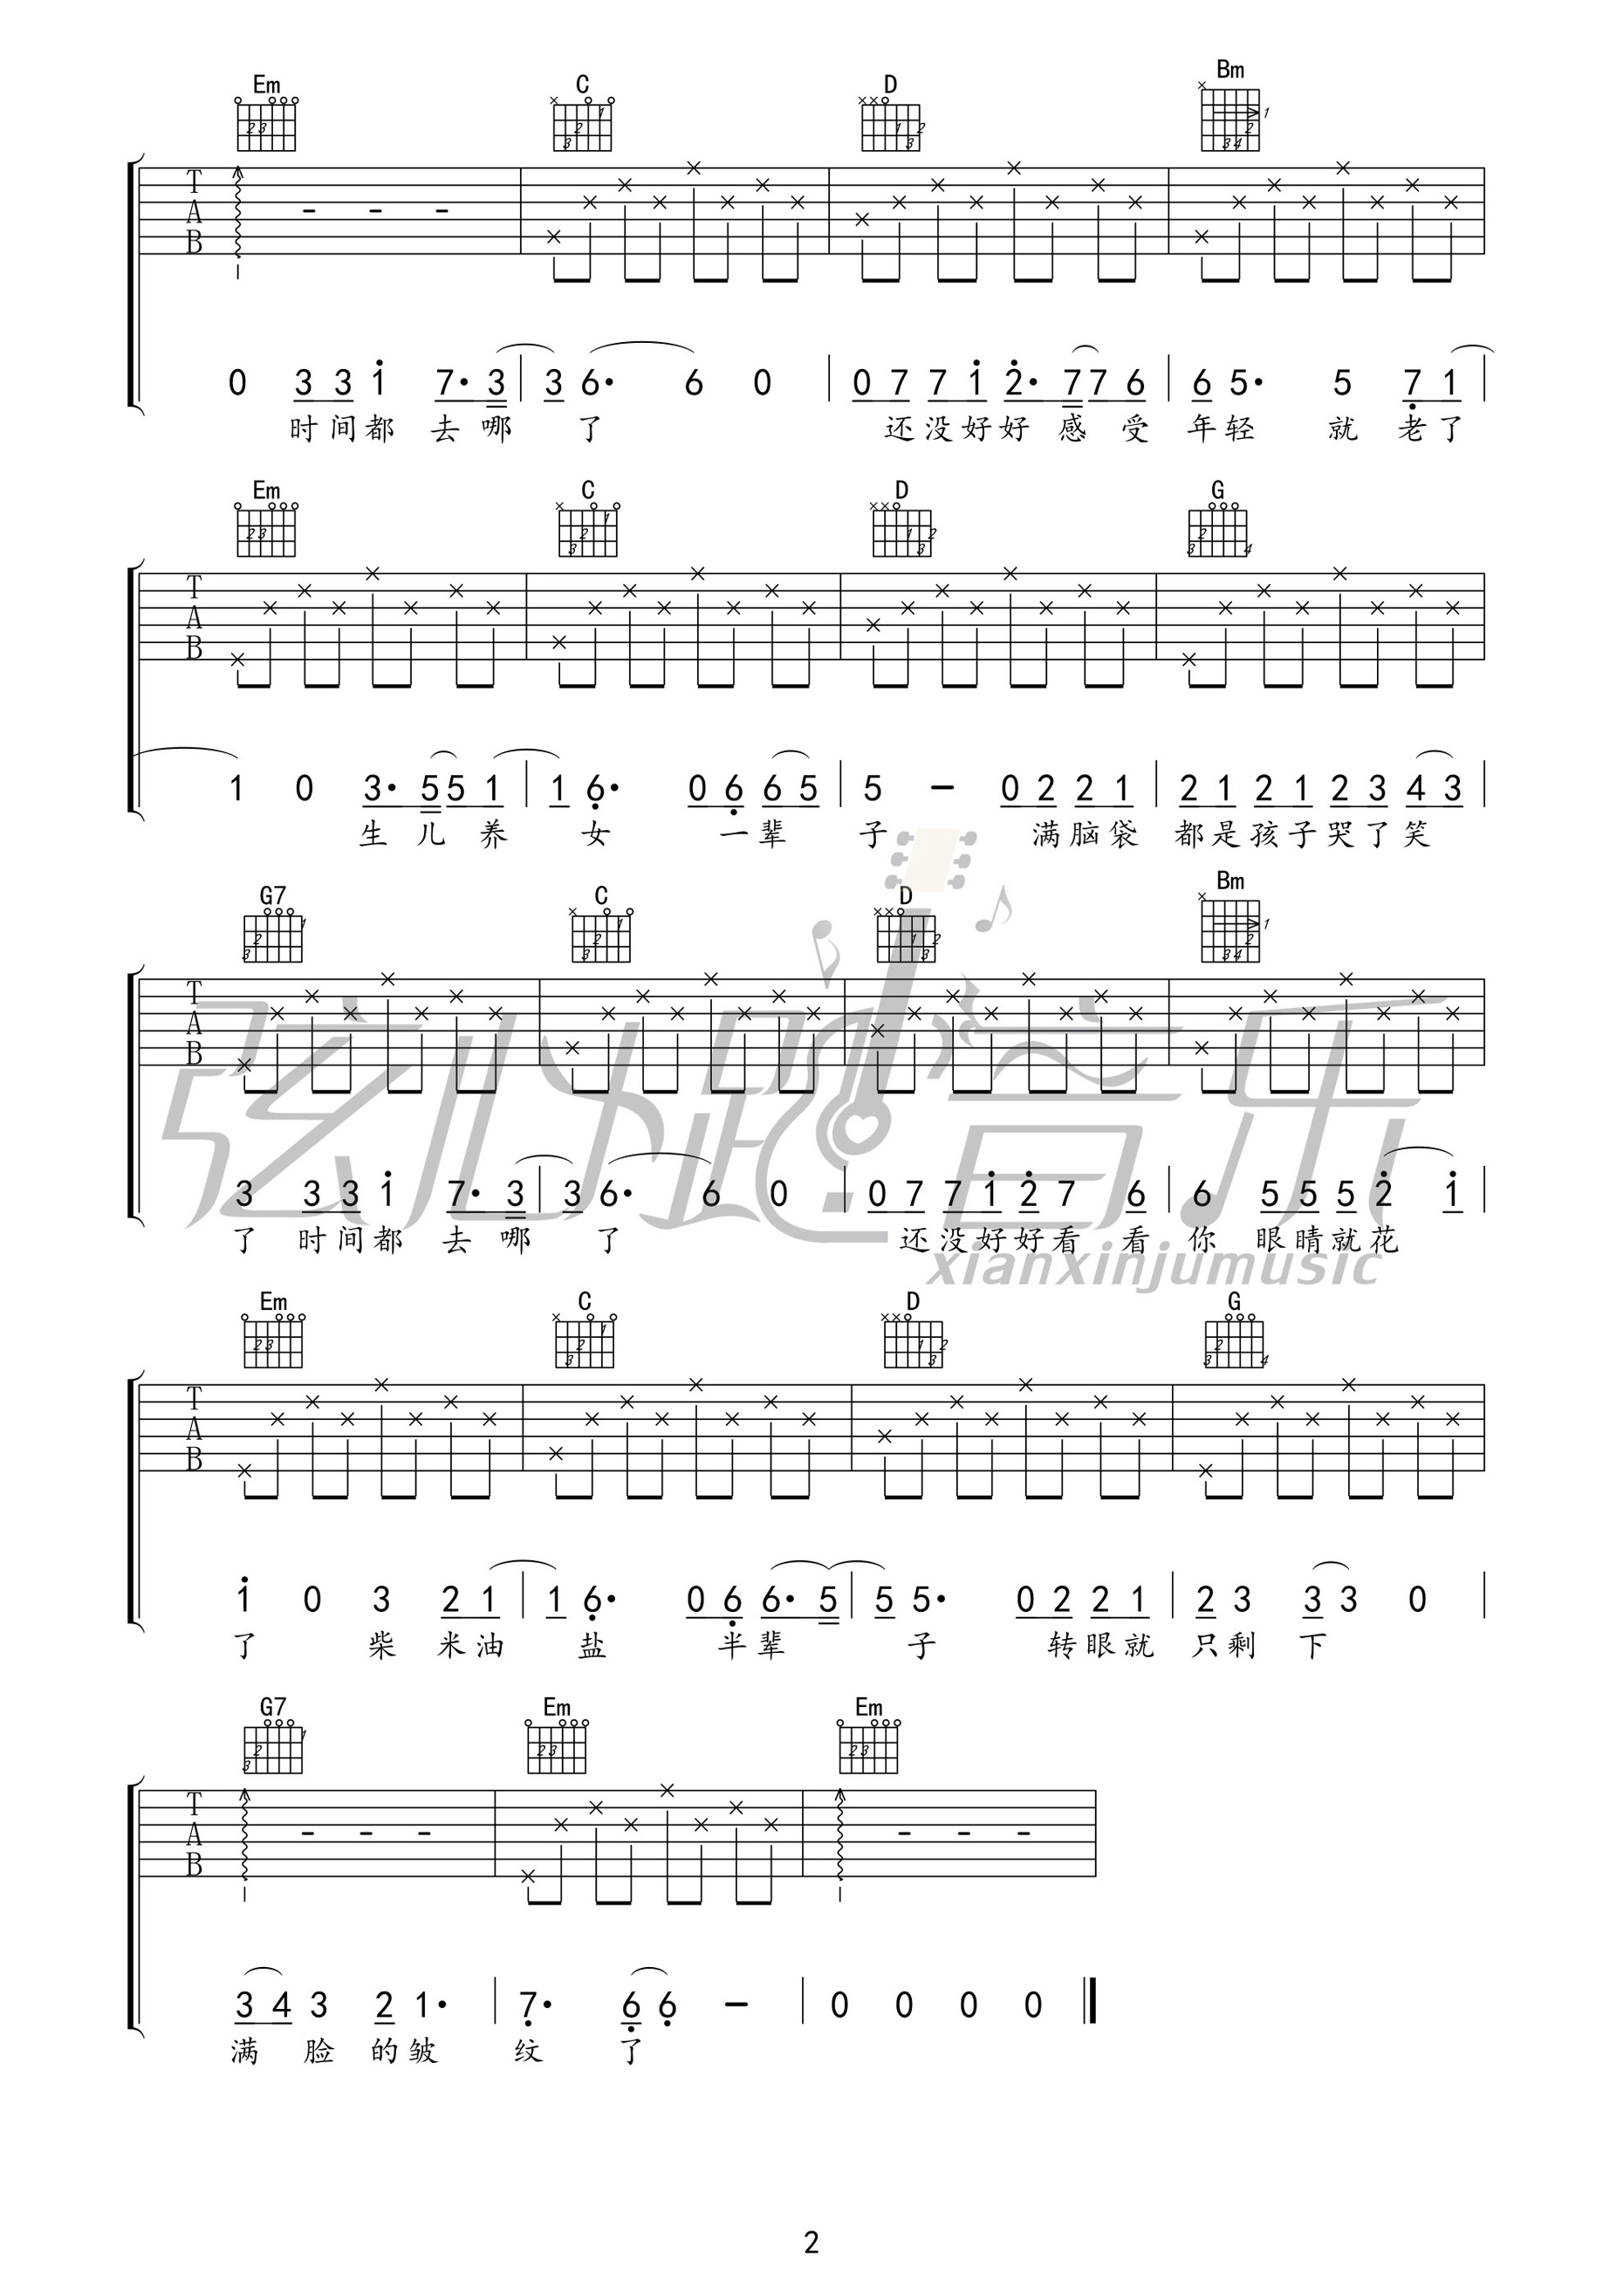 Em C D Bm
T A B
0 3 3 1 7· 3 3 6· 6 0 0 7 7 1 2· 7 7 6 6 5· 5 7 1
时间都 去哪 了 还没好好 感 受 年轻 就 老了
Em C D G
T A B
1 0 3· 5 5 1 1 6· 0 6 6 5 5 – 0 2 2 1 2 1 2 1 2 3 4 3
生 儿 养 女 一辈 子 满脑袋 都是孩子哭了笑
G7 C D Bm
T A B
3 3 3 1 7· 3 3 6· 6 0 0 7 7 1 2 7 6 6 5 5 5 2 1
了 时间都 去 哪 了 还没好好看 看 你 眼睛就花
弦心距音乐
xianxinjumusic
Em C D G
T A B
1 0 3 2 1 1 6· 0 6 6· 5 5 5· 0 2 2 1 2 3 3 3 0
了 柴 米油 盐 半辈 子 转眼就 只剩 下
G7 Em Em
T A B
3 4 3 2 1· 7· 6 6 – 0 0 0 0
满 脸 的皱 纹 了
2